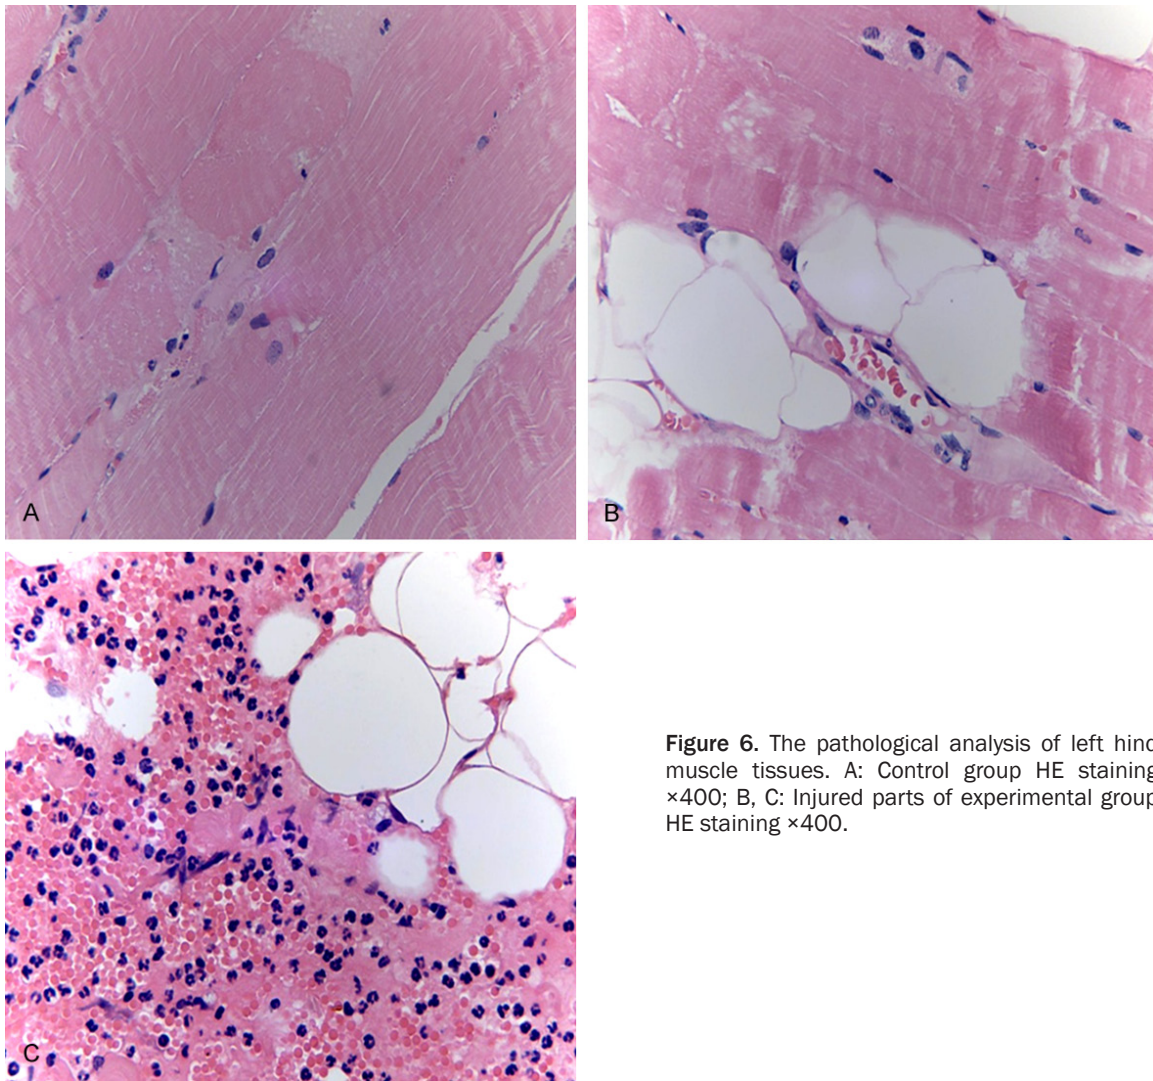 A
B
C
Figure 6. The pathological analysis of left hind
muscle tissues. A: Control group HE staining
×400; B, C: Injured parts of experimental group
HE staining ×400.